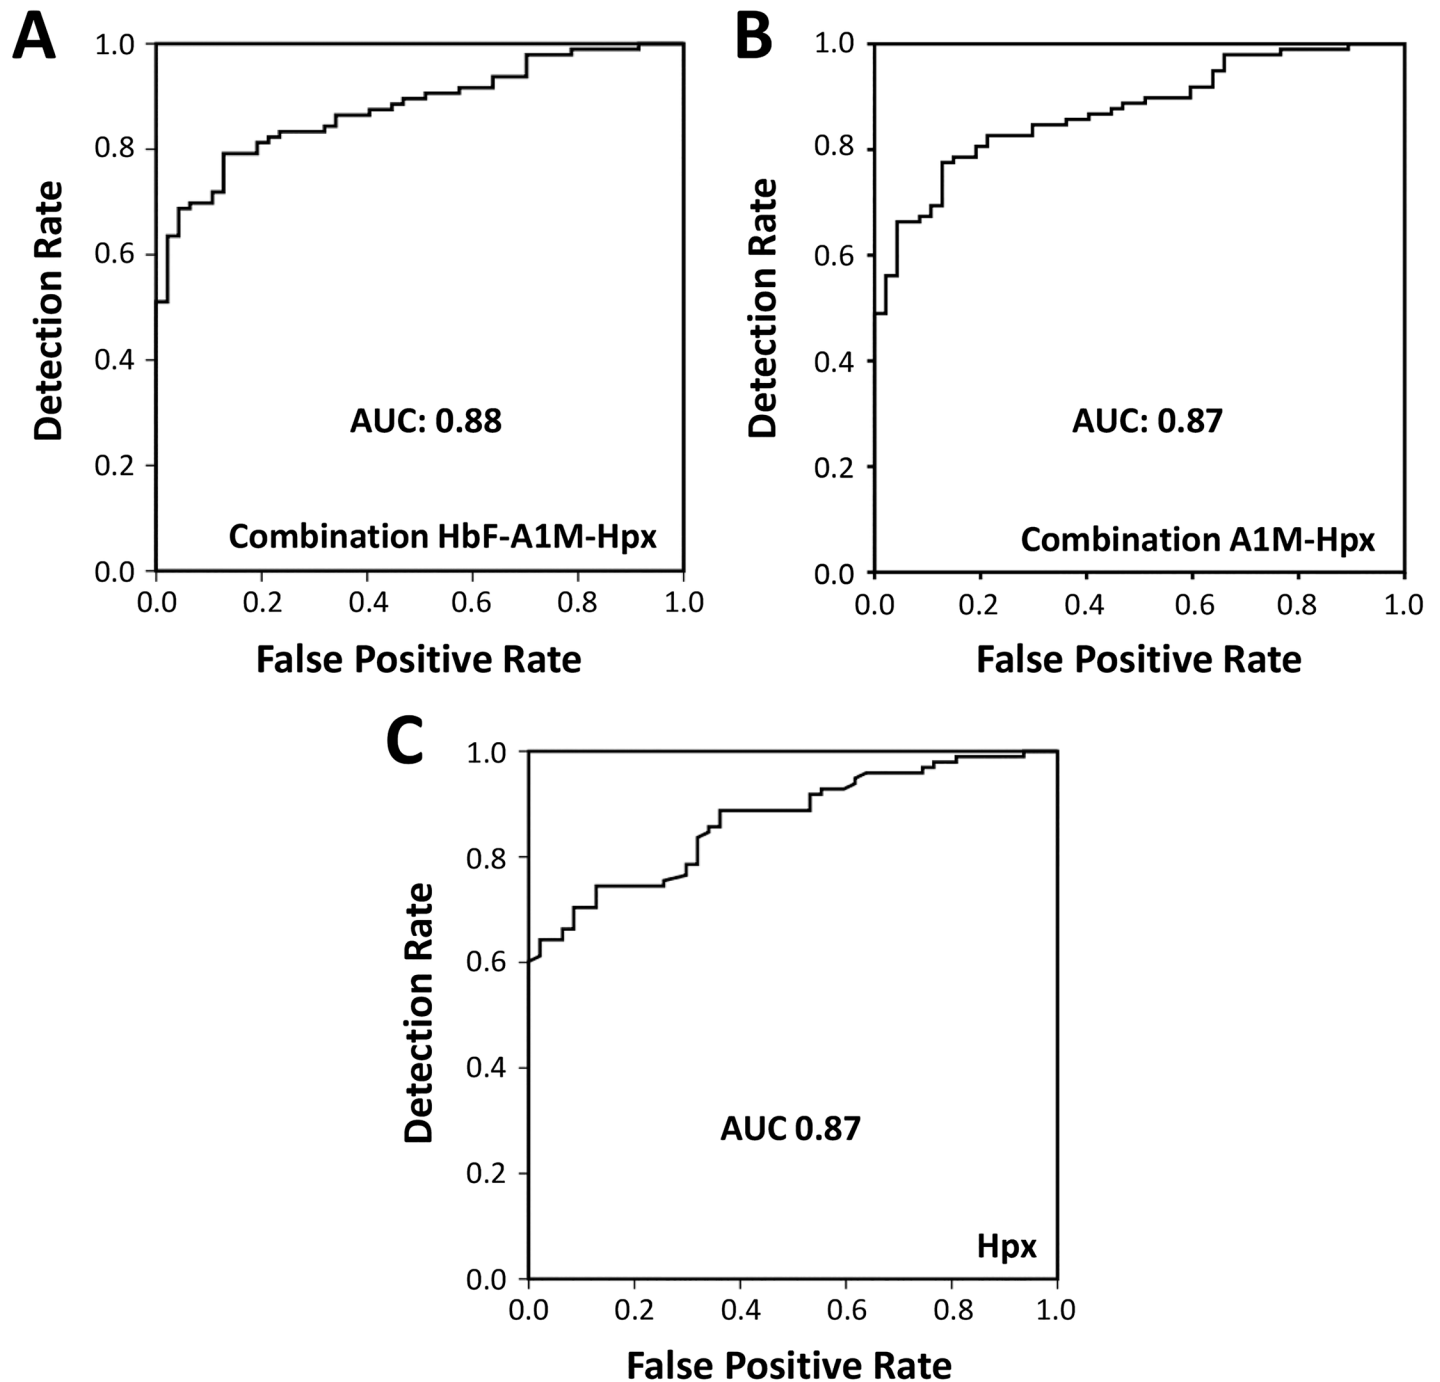 A
1.0
0.8
0.6
0.4
0.2
0.0
Detection Rate
AUC: 0.88
Combination HbF-A1M-Hpx
0.0 0.2 0.4 0.6 0.8 1.0
False Positive Rate
B
1.0
0.8
0.6
0.4
0.2
0.0
Detection Rate
AUC: 0.87
Combination A1M-Hpx
0.0 0.2 0.4 0.6 0.8 1.0
False Positive Rate
C
1.0
0.8
0.6
0.4
0.2
0.0
Detection Rate
AUC 0.87
Hpx
0.0 0.2 0.4 0.6 0.8 1.0
False Positive Rate